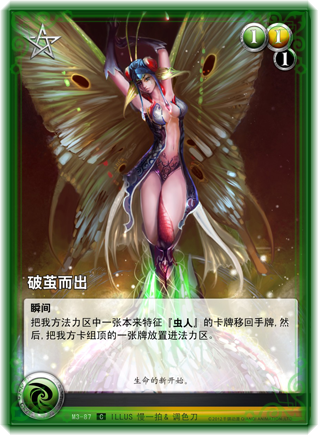 1 1
1
破茧而出
瞬间
把我方法力区中一张本来特征『虫人』的卡牌移回手牌,然
后,把我方卡组顶的一张牌放置进法力区。
生命的新开始。
M3-87 C ILLUS.慢一拍& 调色刀